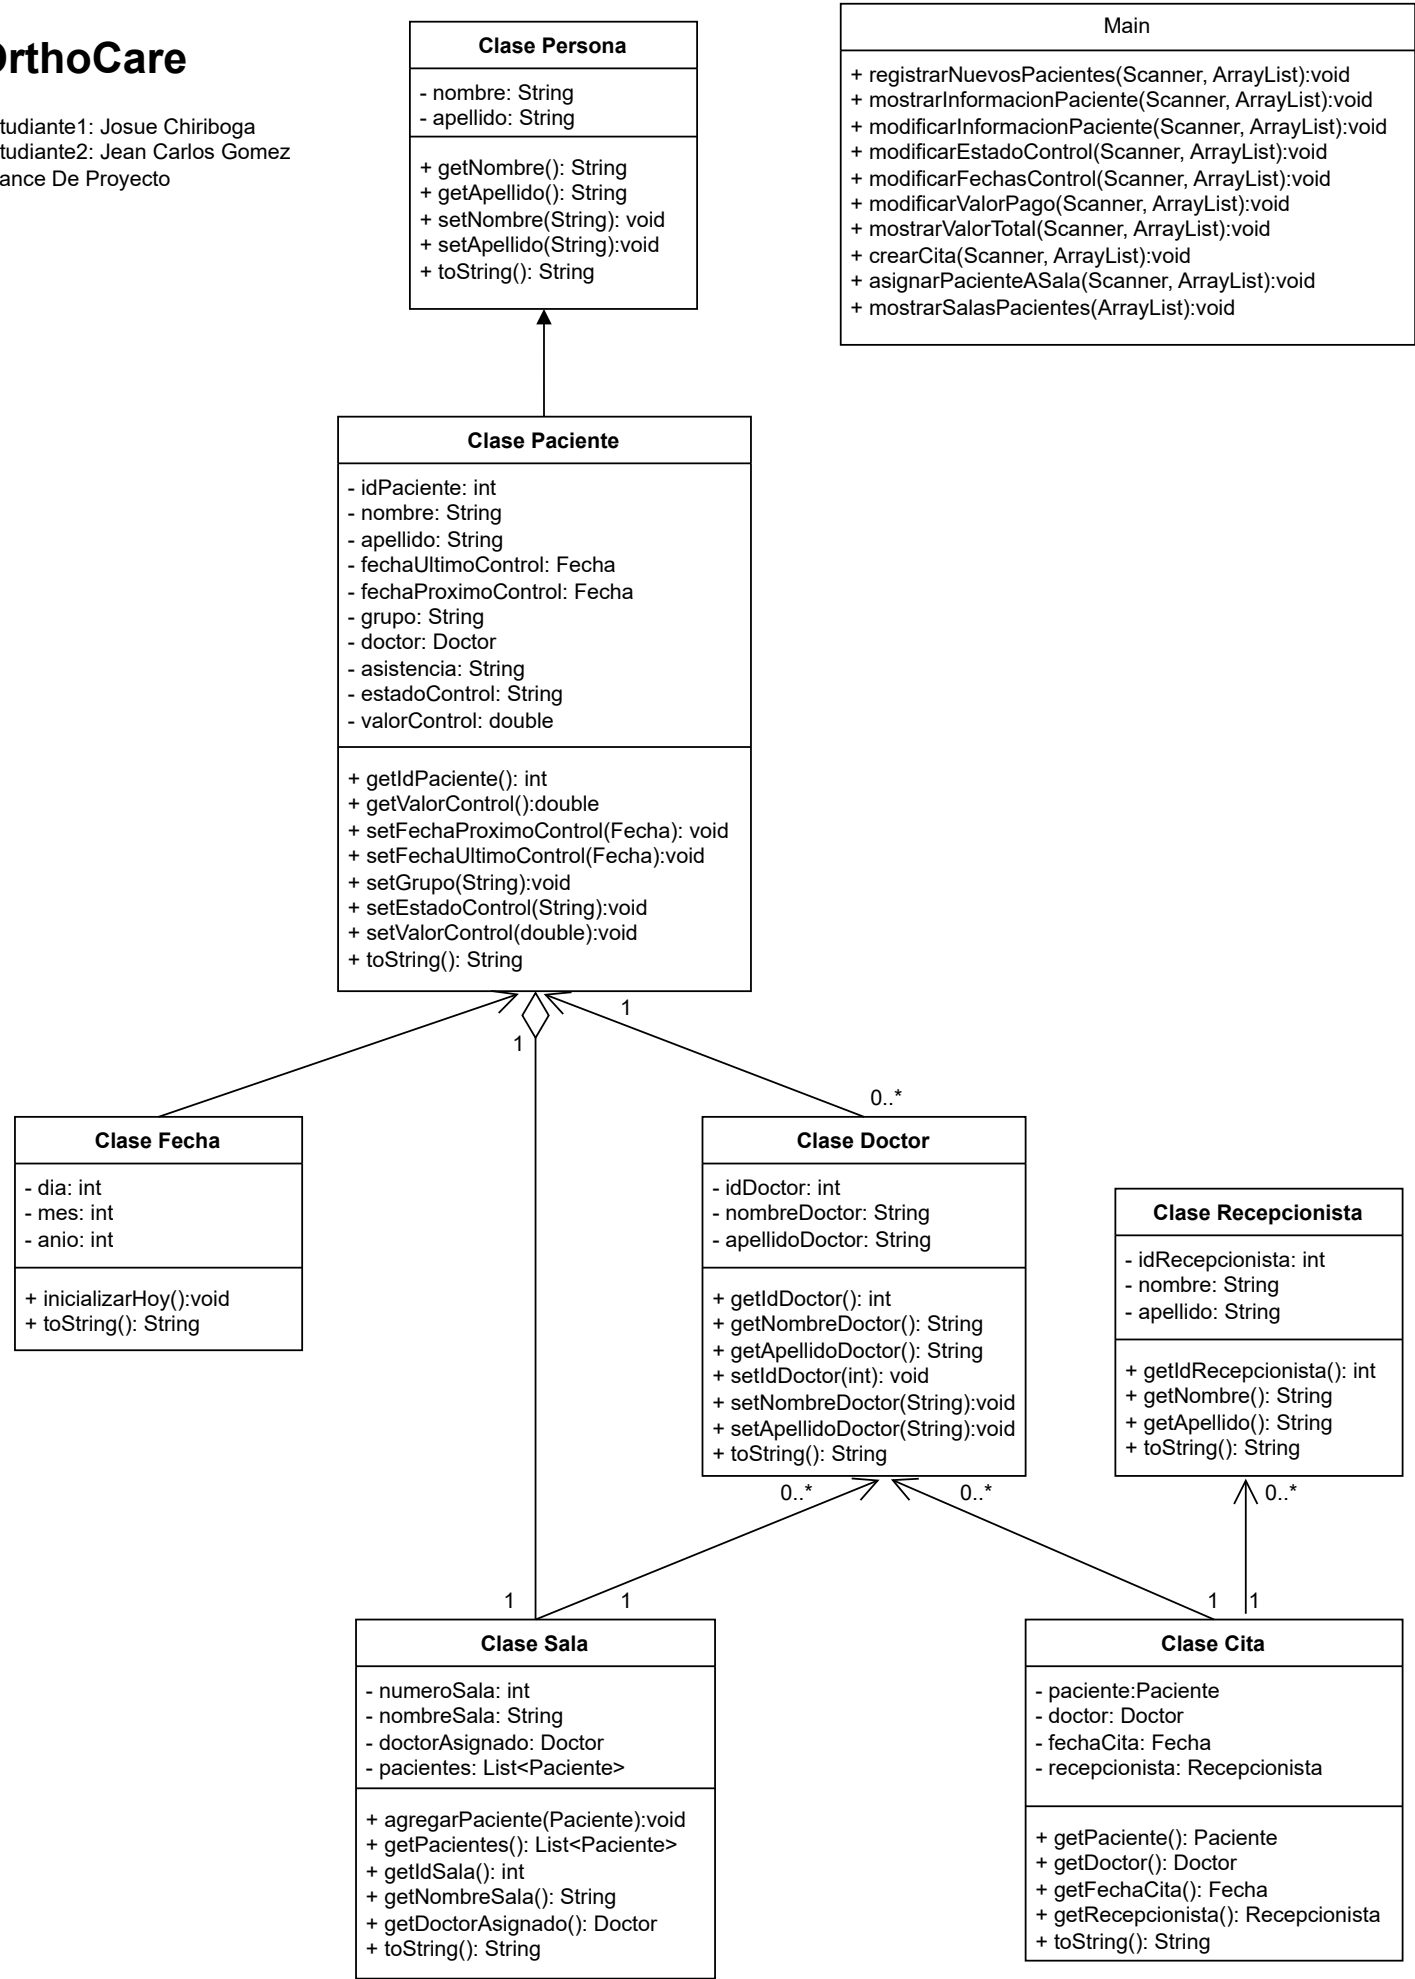 OrthoCare
tudiante1: Josue Chiriboga
tudiante2: Jean Carlos Gomez
ance De Proyecto
Clase Persona
- nombre: String
- apellido: String
+ getNombre(): String
+ getApellido(): String
+ setNombre(String): void
+ setApellido(String):void
+ toString(): String
Main
+ registrarNuevosPacientes(Scanner, ArrayList):void
+ mostrarInformacionPaciente(Scanner, ArrayList):void
+ modificarInformacionPaciente(Scanner, ArrayList):void
+ modificarEstadoControl(Scanner, ArrayList):void
+ modificarFechasControl(Scanner, ArrayList):void
+ modificarValorPago(Scanner, ArrayList):void
+ mostrarValorTotal(Scanner, ArrayList):void
+ crearCita(Scanner, ArrayList):void
+ asignarPacienteASala(Scanner, ArrayList):void
+ mostrarSalasPacientes(ArrayList):void
Clase Paciente
- idPaciente: int
- nombre: String
- apellido: String
- fechaUltimoControl: Fecha
- fechaProximoControl: Fecha
- grupo: String
- doctor: Doctor
- asistencia: String
- estadoControl: String
- valorControl: double
+ getIdPaciente(): int
+ getValorControl():double
+ setFechaProximoControl(Fecha): void
+ setFechaUltimoControl(Fecha):void
+ setGrupo(String):void
+ setEstadoControl(String):void
+ setValorControl(double):void
+ toString(): String
1
1
0..*
Clase Fecha
- dia: int
- mes: int
- anio: int
+ inicializarHoy():void
+ toString(): String
Clase Doctor
- idDoctor: int
- nombreDoctor: String
- apellidoDoctor: String
+ getIdDoctor(): int
+ getNombreDoctor(): String
+ getApellidoDoctor(): String
+ setIdDoctor(int): void
+ setNombreDoctor(String):void
+ setApellidoDoctor(String):void
+ toString(): String
Clase Recepcionista
- idRecepcionista: int
- nombre: String
- apellido: String
+ getIdRecepcionista(): int
+ getNombre(): String
+ getApellido(): String
+ toString(): String
0..*
0..*
0..*
1
1
1
1
Clase Sala
- numeroSala: int
- nombreSala: String
- doctorAsignado: Doctor
- pacientes: List<Paciente>
+ agregarPaciente(Paciente):void
+ getPacientes(): List<Paciente>
+ getIdSala(): int
+ getNombreSala(): String
+ getDoctorAsignado(): Doctor
+ toString(): String
Clase Cita
- paciente:Paciente
- doctor: Doctor
- fechaCita: Fecha
- recepcionista: Recepcionista
+ getPaciente(): Paciente
+ getDoctor(): Doctor
+ getFechaCita(): Fecha
+ getRecepcionista(): Recepcionista
+ toString(): String